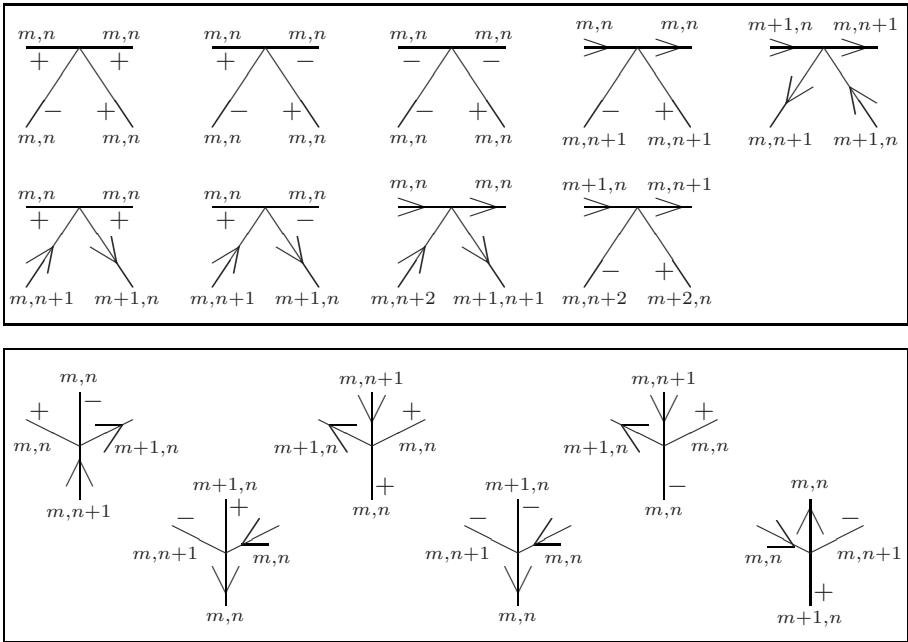 m,n m,n m,n m,n m,n m,n m,n m,n m+1,n m,n+1
+ + + − − −
− + − + − + − +
m,n m,n m,n m,n m,n m,n m,n+1 m,n+1 m,n+1 m+1,n
m,n m,n m,n m,n m,n m,n m+1,n m,n+1
+ + + −
− +
m,n+1 m+1,n m,n+1 m+1,n m,n+2 m+1,n+1 m,n+2 m+2,n
m,n m,n+1 m,n+1
+ − + +
m,n m+1,n m+1,n m,n m+1,n m,n
m+1,n m+1,n m,n
+ −
m,n+1 m,n m,n
− + − − −
m,n+1 m,n m,n+1 m,n m,n m,n+1
+
m,n m,n m+1,n